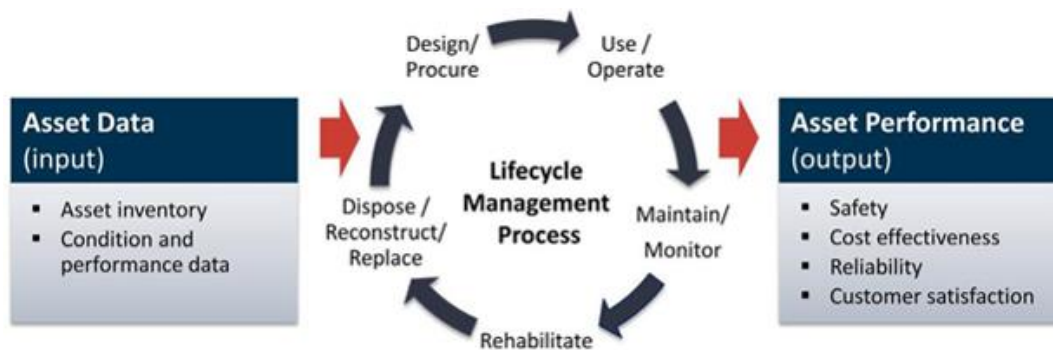 Asset Data
(input)
▪ Asset inventory
▪ Condition and
performance data
Design/
Procure
Use /
Operate
Lifecycle
Management
Process
Maintain/
Monitor
Rehabilitate
Dispose /
Reconstruct/
Replace
Asset Performance
(output)
▪ Safety
▪ Cost effectiveness
▪ Reliability
▪ Customer satisfaction